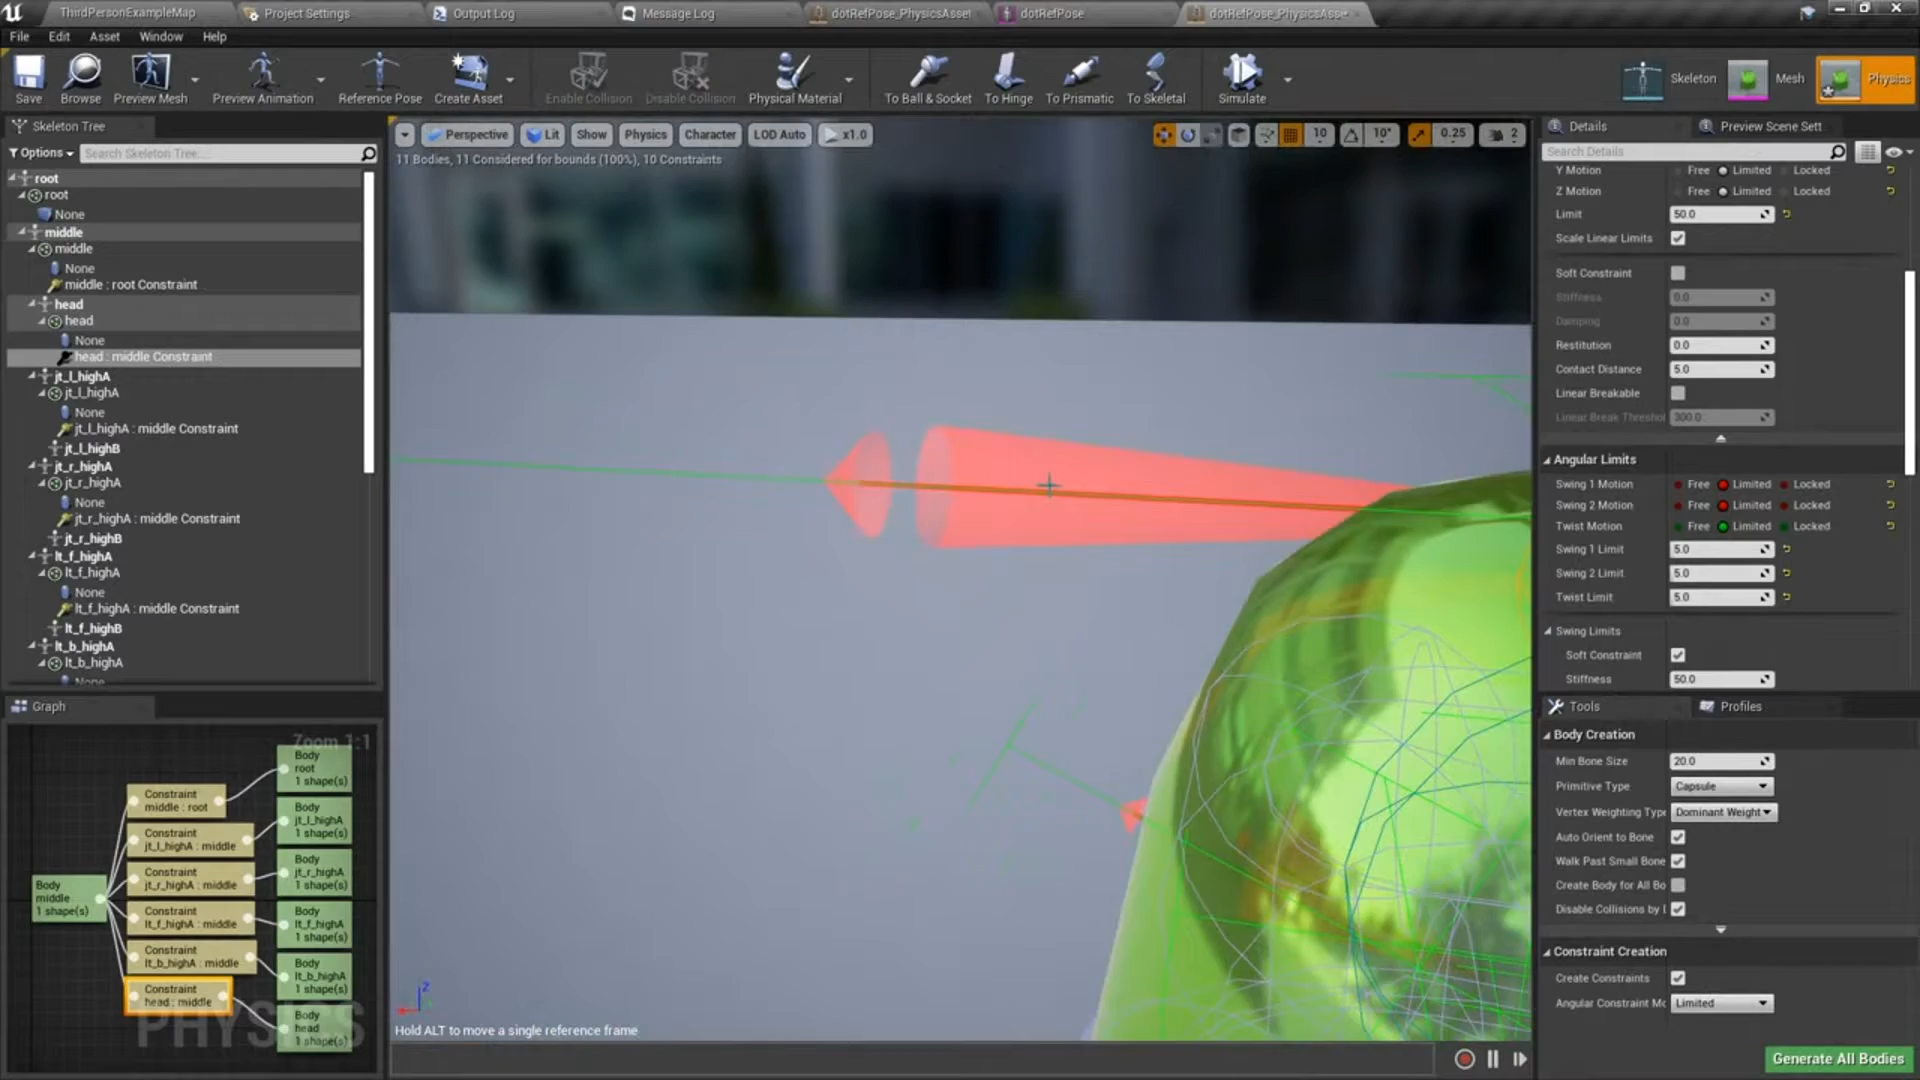 ThirdPersonExampleMap
Project Settings
Output Log
Message Log
dotRefPose_PhysicsAsset
dotRefPose
dotRefPose_PhysicsAsse
File Edit Asset Window Help
Save
Browse
Preview Mesh
Preview Animation
Reference Pose
Create Asset
Enable Collision
Disable Collision
Physical Material
To Ball & Socket
To Hinge
To Prismatic
To Skeletal
Simulate
Skeleton
Mesh
Physics
Skeleton Tree
Options
Search Skeleton Tree...
root
root
None
middle
middle
None
middle : root Constraint
head
head
None
head : middle Constraint
jt_l_highA
jt_l_highA
None
jt_l_highA : middle Constraint
jt_l_highB
jt_r_highA
jt_r_highA
None
jt_r_highA : middle Constraint
jt_r_highB
lt_f_highA
lt_f_highA
None
lt_f_highA : middle Constraint
lt_f_highB
lt_b_highA
lt_b_highA
None
Graph
Zoom 1:1
Body
middle
1 shape(s)
Constraint
middle : root
Constraint
jt_l_highA : middle
Constraint
jt_r_highA : middle
Constraint
lt_f_highA : middle
Constraint
lt_b_highA : middle
Constraint
head : middle
Body
root
1 shape(s)
Body
jt_l_highA
1 shape(s)
Body
jt_r_highA
1 shape(s)
Body
lt_f_highA
1 shape(s)
Body
lt_b_highA
1 shape(s)
Body
head
1 shape(s)
PHYSICS
Perspective
Lit
Show
Physics
Character
LOD Auto
x1.0
10
10°
0.25
2
11 Bodies, 11 Considered for bounds (100%), 10 Constraints
Z
Hold ALT to move a single reference frame
Details
Preview Scene Sett
Search Details
Y Motion Free Limited Locked
Z Motion Free Limited Locked
Limit 50.0
Scale Linear Limits
Soft Constraint
Stiffness 0.0
Damping 0.0
Restitution 0.0
Contact Distance 5.0
Linear Breakable
Linear Break Threshol 300.0
Angular Limits
Swing 1 Motion Free Limited Locked
Swing 2 Motion Free Limited Locked
Twist Motion Free Limited Locked
Swing 1 Limit 5.0
Swing 2 Limit 5.0
Twist Limit 5.0
Swing Limits
Soft Constraint
Stiffness 50.0
Tools
Profiles
Body Creation
Min Bone Size 20.0
Primitive Type Capsule
Vertex Weighting Type Dominant Weight
Auto Orient to Bone
Walk Past Small Bone
Create Body for All Bo
Disable Collisions by
Constraint Creation
Create Constraints
Angular Constraint Mo Limited
Generate All Bodies